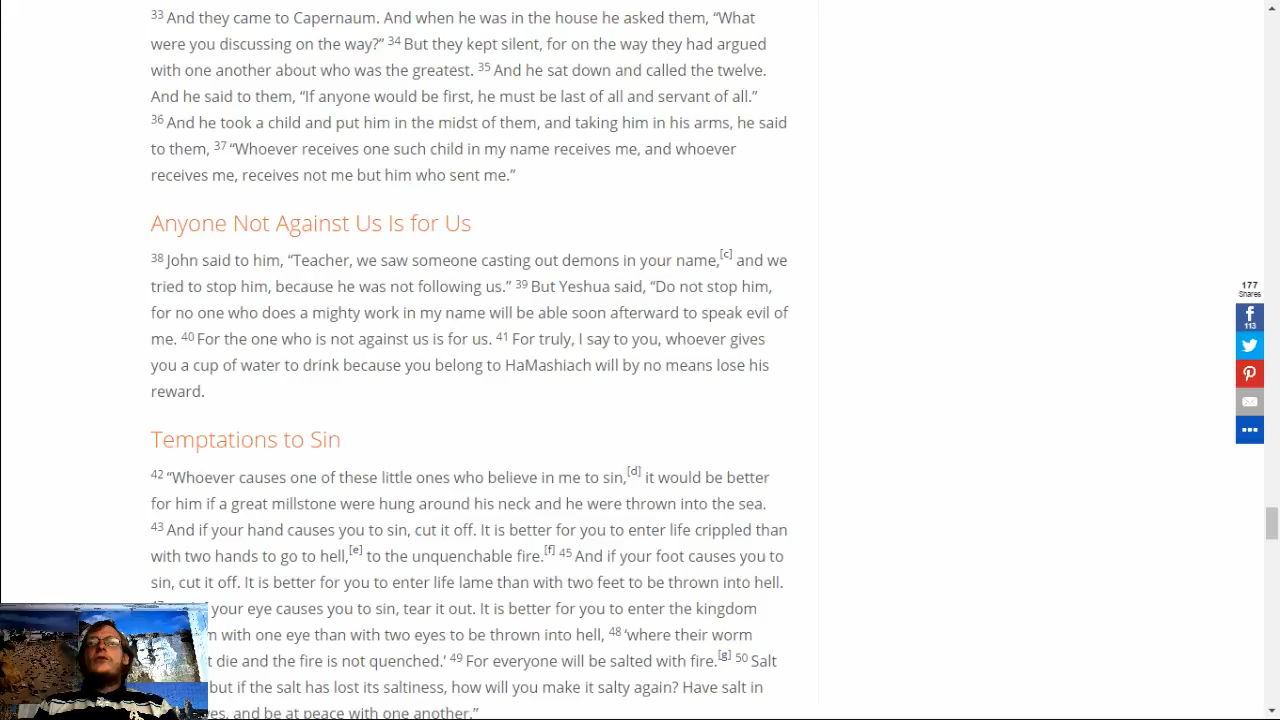 33 And they came to Capernaum. And when he was in the house he asked them, “What
were you discussing on the way?” 34 But they kept silent, for on the way they had argued
with one another about who was the greatest. 35 And he sat down and called the twelve.
And he said to them, “If anyone would be first, he must be last of all and servant of all.”
36 And he took a child and put him in the midst of them, and taking him in his arms, he said
to them, 37 “Whoever receives one such child in my name receives me, and whoever
receives me, receives not me but him who sent me.”
Anyone Not Against Us Is for Us
38 John said to him, “Teacher, we saw someone casting out demons in your name,[c] and we
tried to stop him, because he was not following us.” 39 But Yeshua said, “Do not stop him,
for no one who does a mighty work in my name will be able soon afterward to speak evil of
me. 40 For the one who is not against us is for us. 41 For truly, I say to you, whoever gives
you a cup of water to drink because you belong to HaMashiach will by no means lose his
reward.
Temptations to Sin
42 “Whoever causes one of these little ones who believe in me to sin,[d] it would be better
for him if a great millstone were hung around his neck and he were thrown into the sea.
43 And if your hand causes you to sin, cut it off. It is better for you to enter life crippled than
with two hands to go to hell,[e] to the unquenchable fire.[f] 45 And if your foot causes you to
sin, cut it off. It is better for you to enter life lame than with two feet to be thrown into hell.
your eye causes you to sin, tear it out. It is better for you to enter the kingdom
with one eye than with two eyes to be thrown into hell, 48 ‘where their worm
die and the fire is not quenched.’ 49 For everyone will be salted with fire.[g] 50 Salt
but if the salt has lost its saltiness, how will you make it salty again? Have salt in
and be at peace with one another.”
177
Shares
113